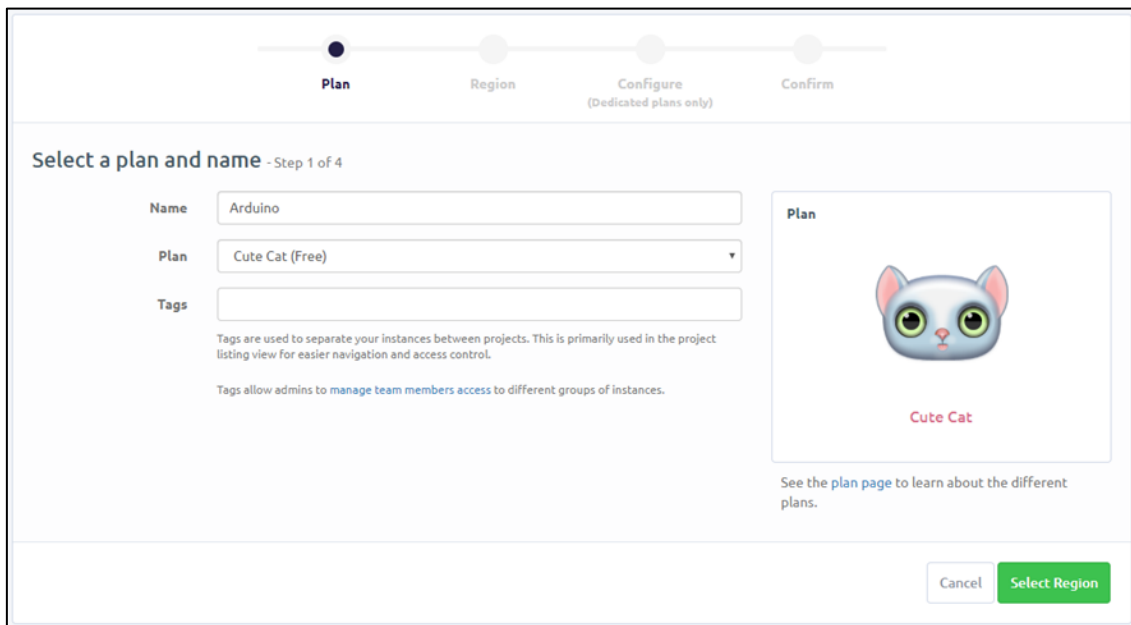 Plan
Region
Configure
(Dedicated plans only)
Confirm
Select a plan and name - Step 1 of 4
Name
Arduino
Plan
Cute Cat (Free)
Tags
Tags are used to separate your instances between projects. This is primarily used in the project
listing view for easier navigation and access control.
Tags allow admins to manage team members access to different groups of instances.
Plan
Cute Cat
See the plan page to learn about the different
plans.
Cancel
Select Region